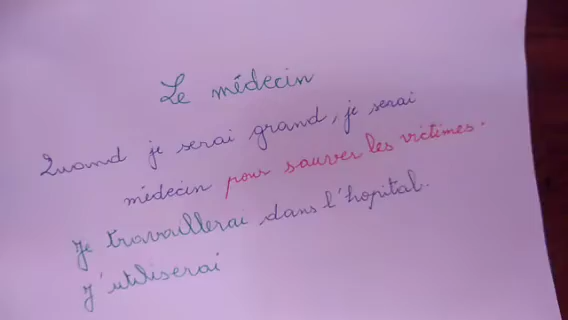 Le médecin
Quand je serai grand, je serai
médecin pour sauver les victimes.
Je travaillerai dans l'hopital.
J'utiliserai